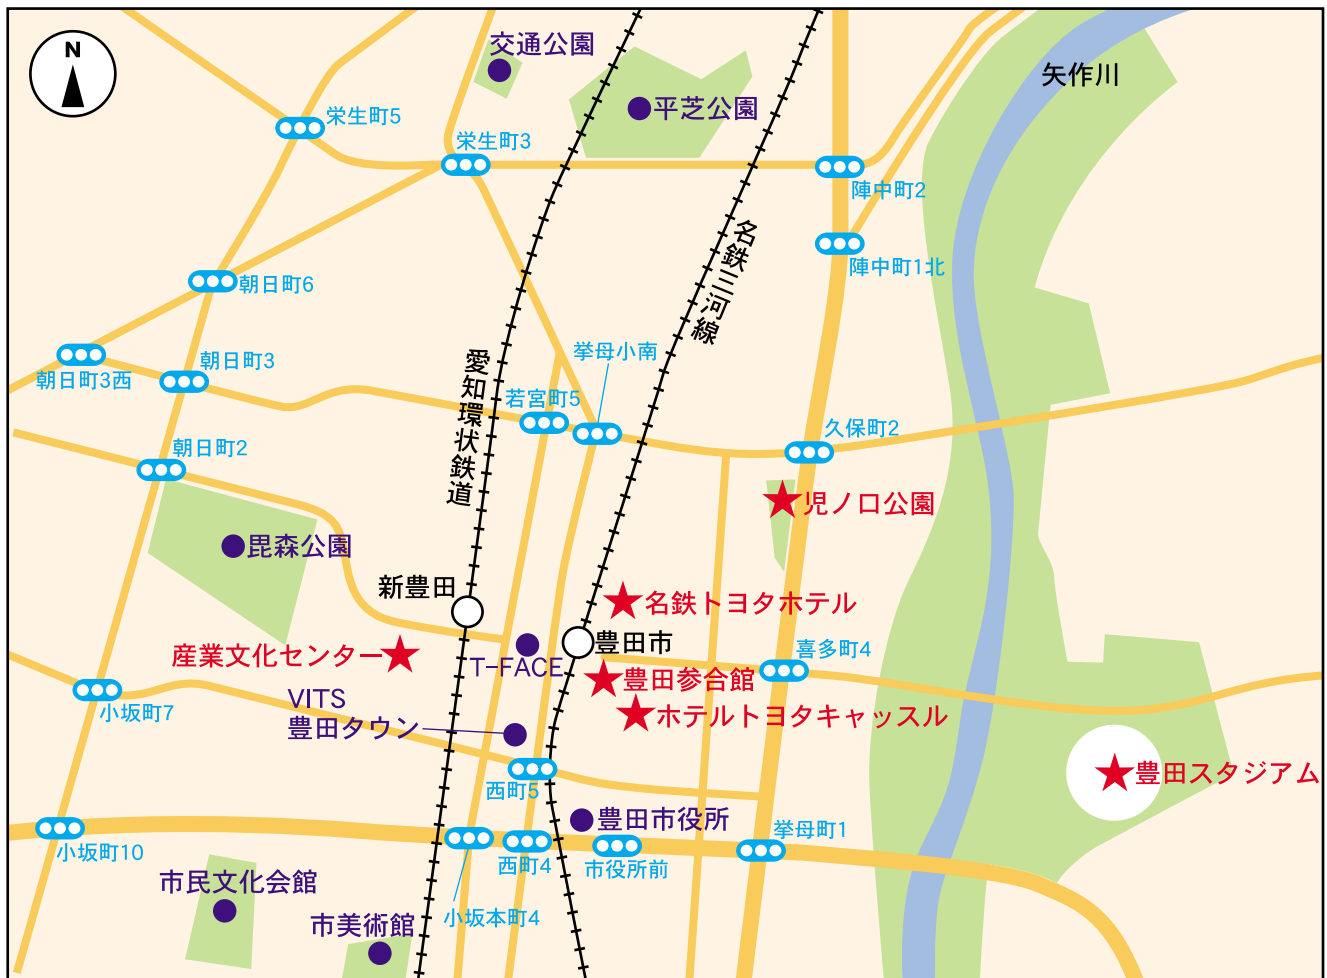 N
交通公園
矢作川
平芝公園
栄生町5
栄生町3
陣中町2
名鉄三河線
陣中町1北
朝日町6
挙母小南
愛知環状鉄道
朝日町3
朝日町3西
若宮町5
久保町2
朝日町2
児ノ口公園
毘森公園
新豊田
名鉄トヨタホテル
豊田市
喜多町4
産業文化センター
T-FACE
豊田参合館
VITS
豊田タウン
小坂町7
ホテルトヨタキャッスル
豊田スタジアム
西町5
豊田市役所
挙母町1
小坂町10
西町4
市役所前
市民文化会館
小坂本町4
市美術館